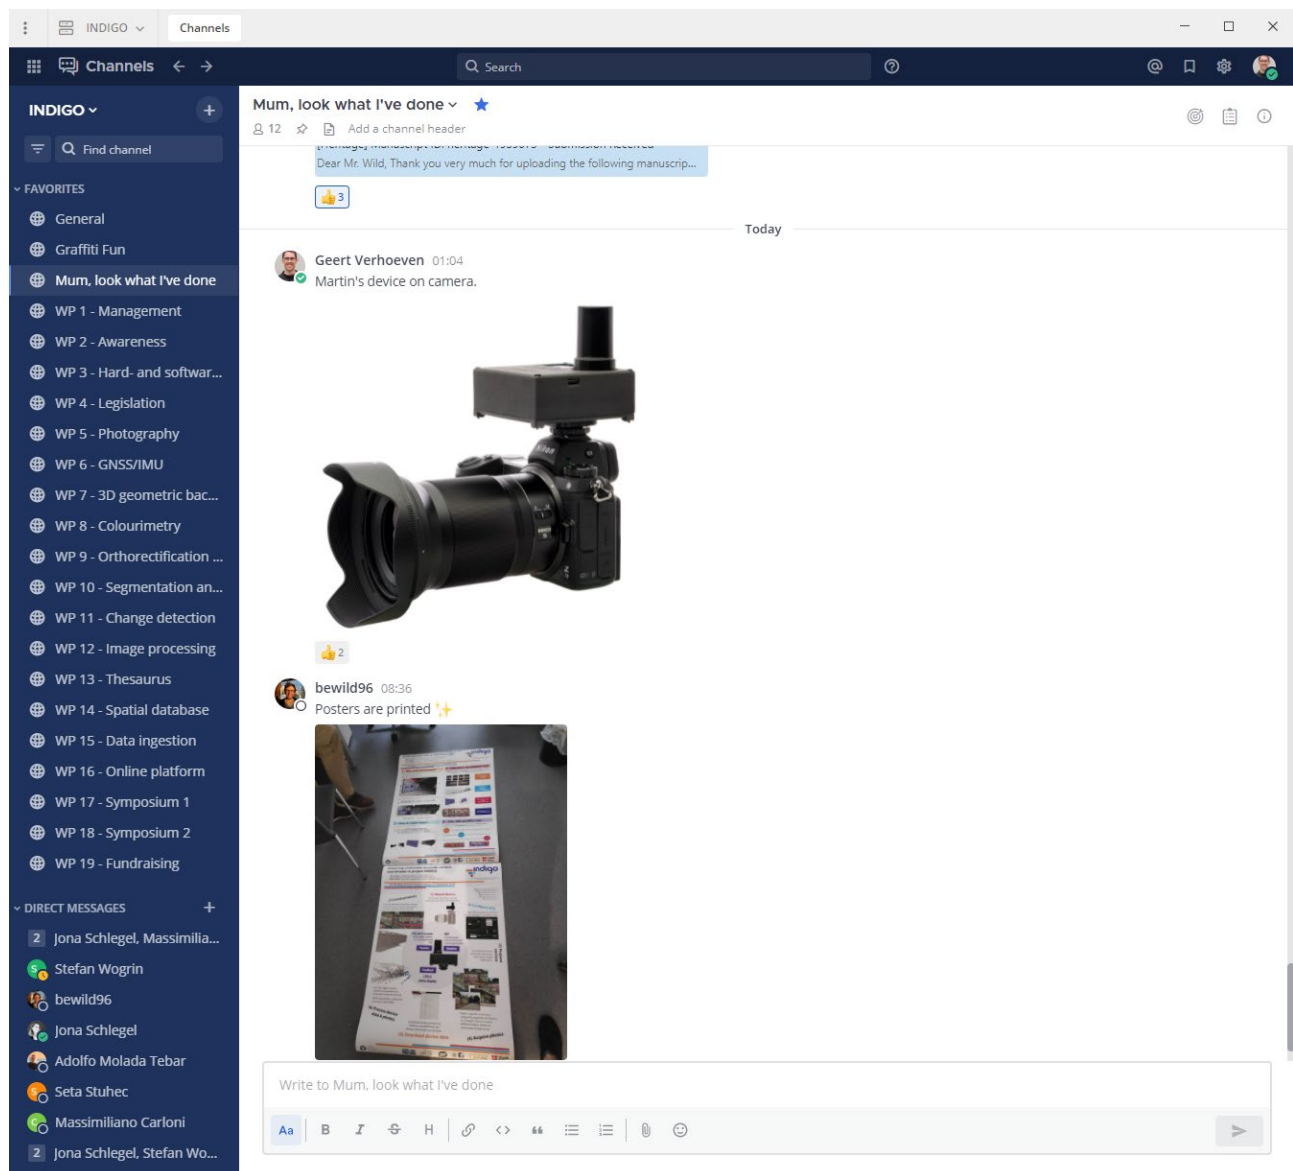 INDIGO
Channels
Channels
Search
INDIGO
Find channel
FAVORITES
General
Graffiti Fun
Mum, look what I've done
WP 1 - Management
WP 2 - Awareness
WP 3 - Hard- and softwar...
WP 4 - Legislation
WP 5 - Photography
WP 6 - GNSS/IMU
WP 7 - 3D geometric bac...
WP 8 - Colourimetry
WP 9 - Orthorectification ...
WP 10 - Segmentation an...
WP 11 - Change detection
WP 12 - Image processing
WP 13 - Thesaurus
WP 14 - Spatial database
WP 15 - Data ingestion
WP 16 - Online platform
WP 17 - Symposium 1
WP 18 - Symposium 2
WP 19 - Fundraising
DIRECT MESSAGES
2 Jona Schlegel, Massimilia...
Stefan Wogrin
bewild96
Jona Schlegel
Adolfo Molada Tebar
Seta Stuhec
Massimiliano Carloni
2 Jona Schlegel, Stefan Wo...
Mum, look what I've done
12 Add a channel header
Dear Mr. Wild, Thank you very much for uploading the following manuscrip...
3
Today
Geert Verhoeven 01:04
Martin's device on camera.
Nikon
2
bewild96 08:36
Posters are printed
indigo
indigo
Write to Mum, look what I've done
Aa B I S H